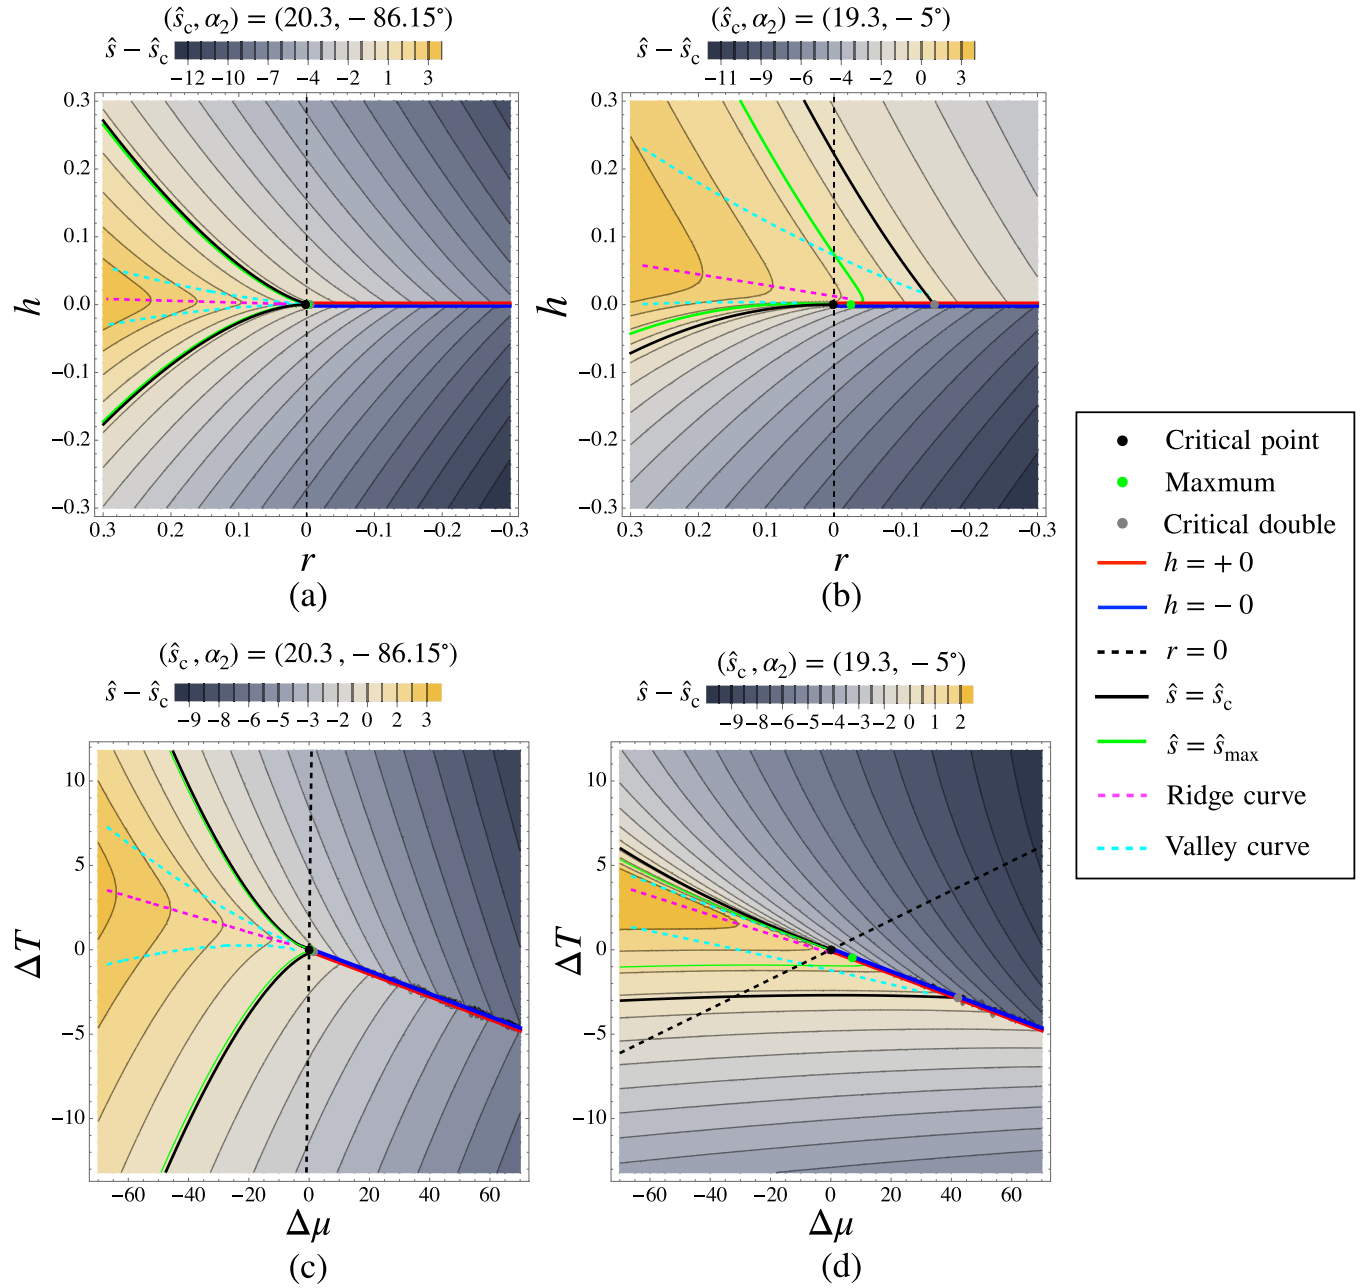 (ŝc, α2) = (20.3, − 86.15°)
ŝ − ŝc
−12 −10 −7 −4 −2 1 3
0.3
0.2
0.1
0.0
−0.1
−0.2
−0.3
h
0.3 0.2 0.1 0 −0.1 −0.2 −0.3
r
(a)
(ŝc, α2) = (19.3, − 5°)
ŝ − ŝc
−11 −9 −6 −4 −2 0 3
0.3
0.2
0.1
0.0
−0.1
−0.2
−0.3
h
0.3 0.2 0.1 0 −0.1 −0.2 −0.3
r
(b)
Critical point
Maxmum
Critical double
h = + 0
h = − 0
r = 0
ŝ = ŝc
ŝ = ŝmax
Ridge curve
Valley curve
(ŝc, α2) = (20.3, − 86.15°)
ŝ − ŝc
−9 −8 −6 −5 −3 −2 0 2 3
10
5
0
−5
−10
ΔT
−60 −40 −20 0 20 40 60
Δμ
(c)
(ŝc, α2) = (19.3, − 5°)
ŝ − ŝc
−9 −8 −6 −5 −4 −3 −2 0 1 2
10
5
0
−5
−10
ΔT
−60 −40 −20 0 20 40 60
Δμ
(d)